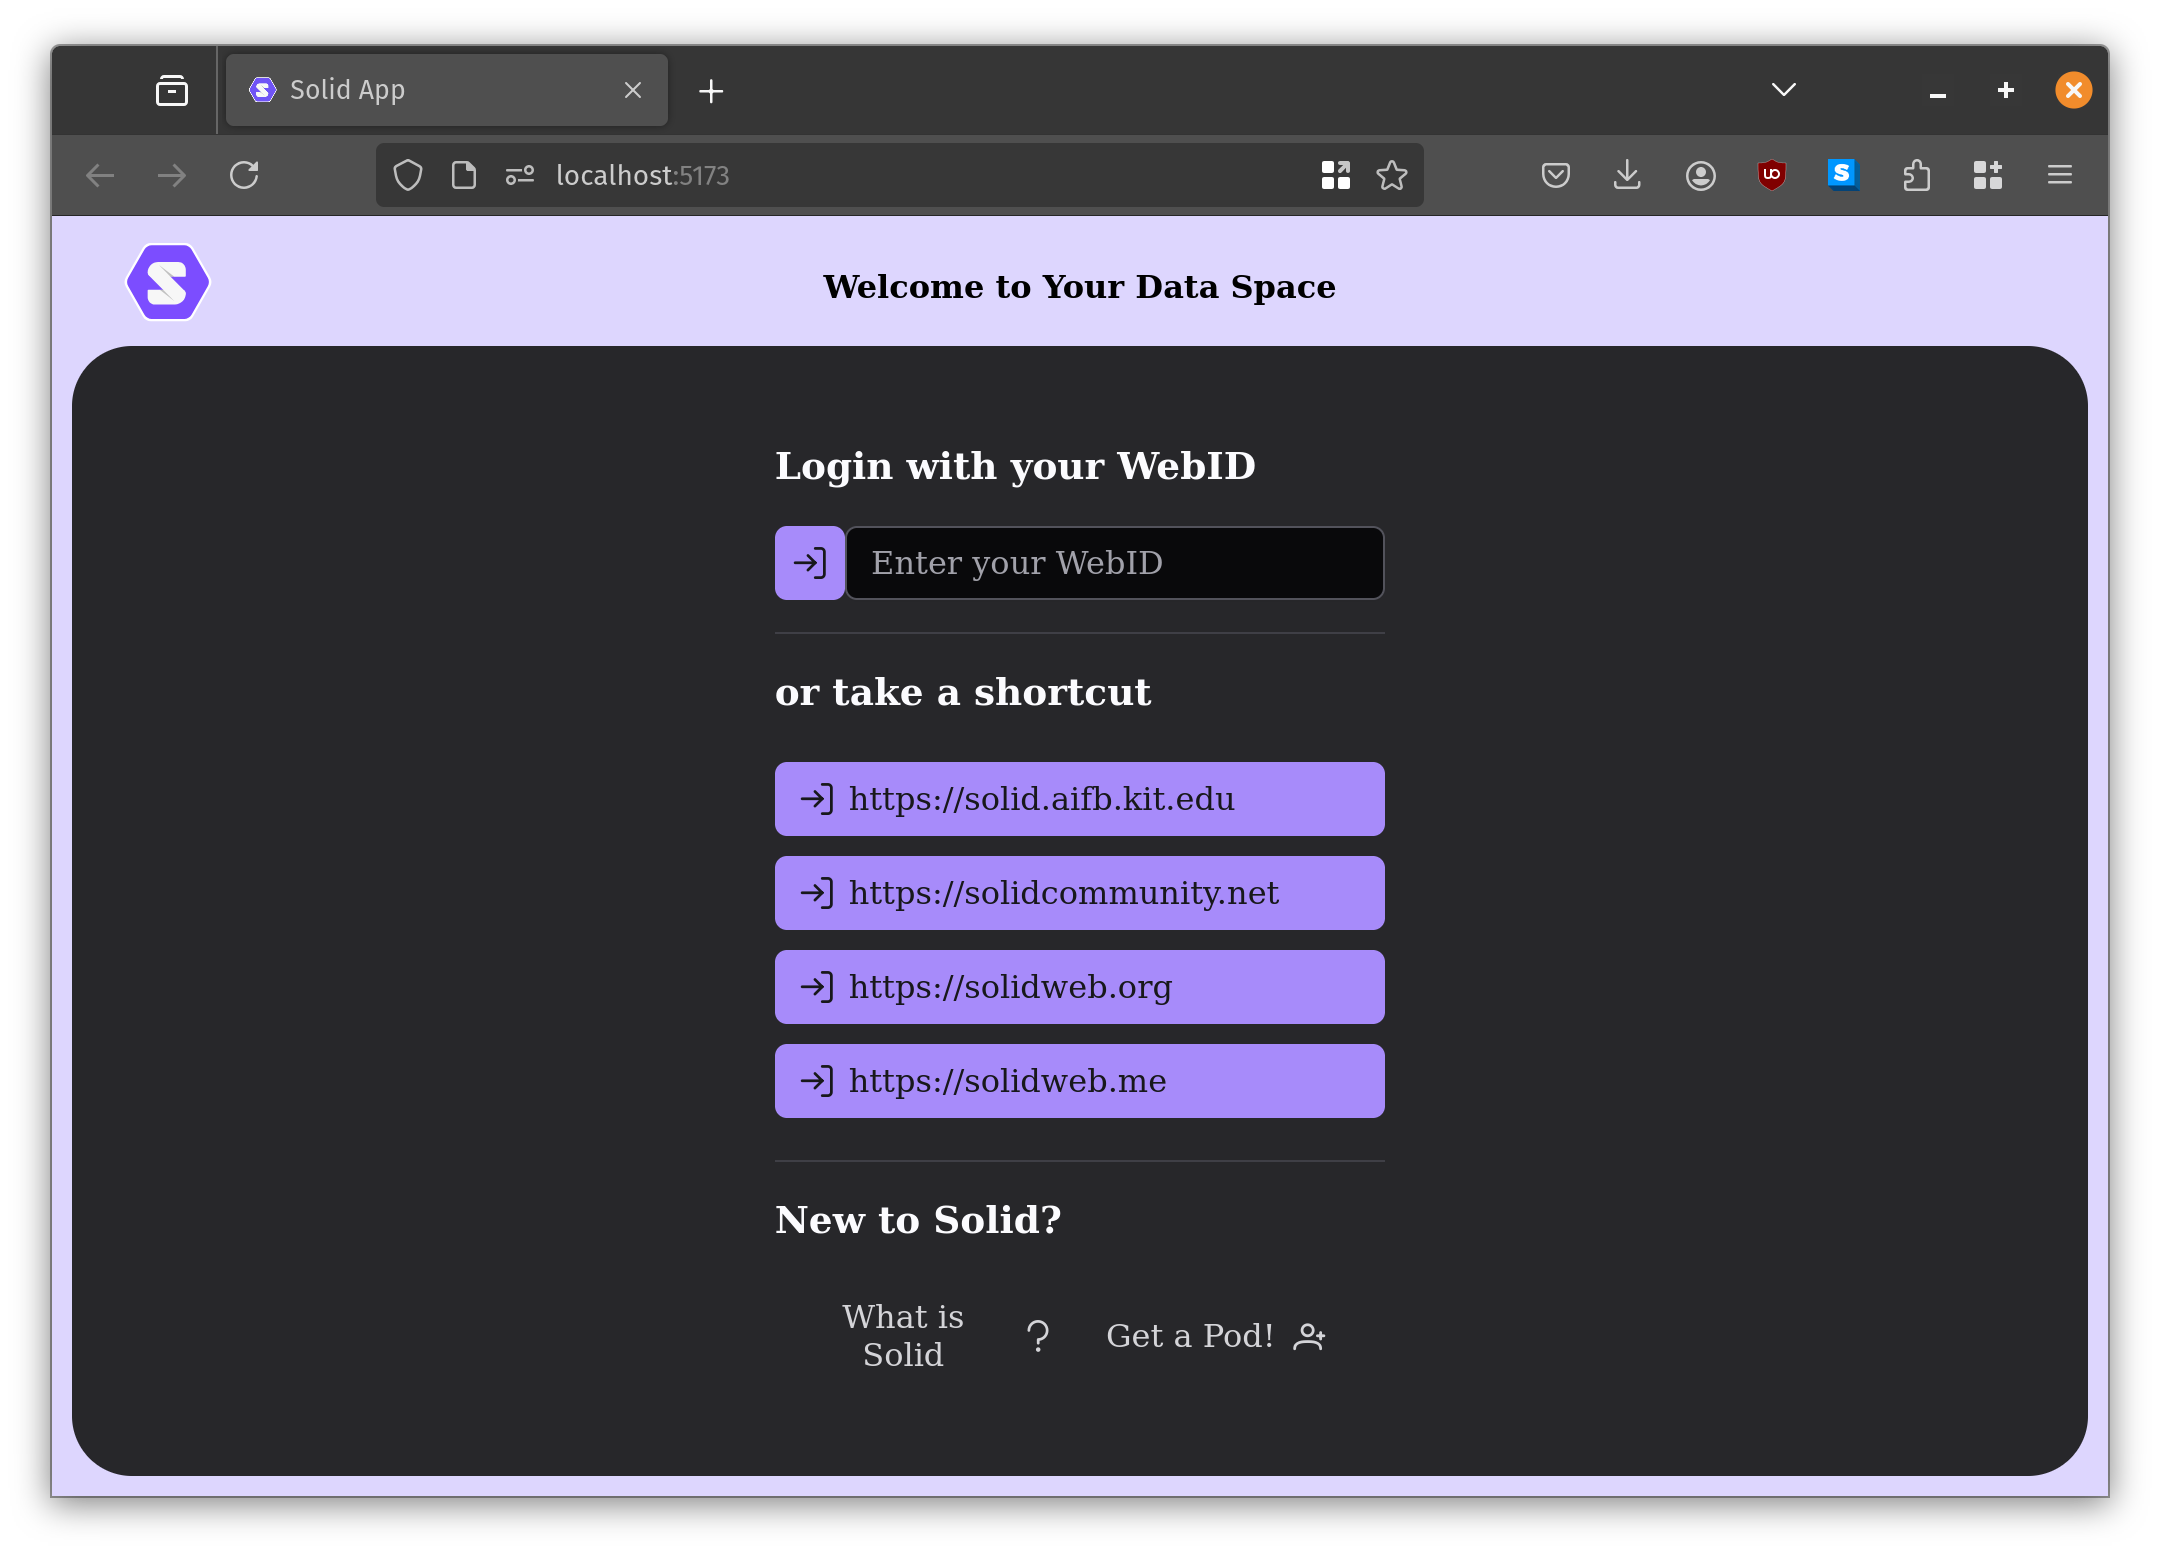 Solid App
localhost:5173
Welcome to Your Data Space
Login with your WebID
Enter your WebID
or take a shortcut
https://solid.aifb.kit.edu
https://solidcommunity.net
https://solidweb.org
https://solidweb.me
New to Solid?
What is
Solid
?
Get a Pod!